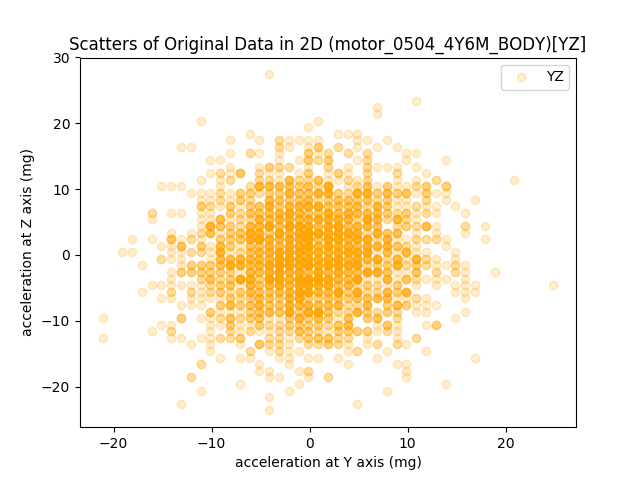 Scatters of Original Data in 2D (motor_0504_4Y6M_BODY)[YZ]
YZ
30
20
10
0
−10
−20
acceleration at Z axis (mg)
−20 −10 0 10 20
acceleration at Y axis (mg)